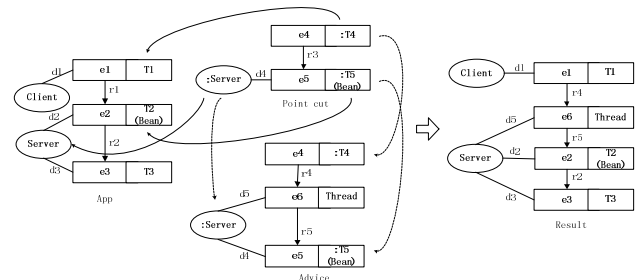 e1 T1
d1
r1
Client
d2
e2 T2 (Bean)
Server
r2
d3
e3 T3
App
e4 :T4
r3
:Server
d4
e5 :T5 (Bean)
Point cut
e4 :T4
r4
d5
e6 Thread
:Server
r5
d4
e5 :T5 (Bean)
Advice
Client
d1
e1 T1
r4
d5
e6 Thread
r5
Server
d2
e2 T2 (Bean)
r2
d3
e3 T3
Result